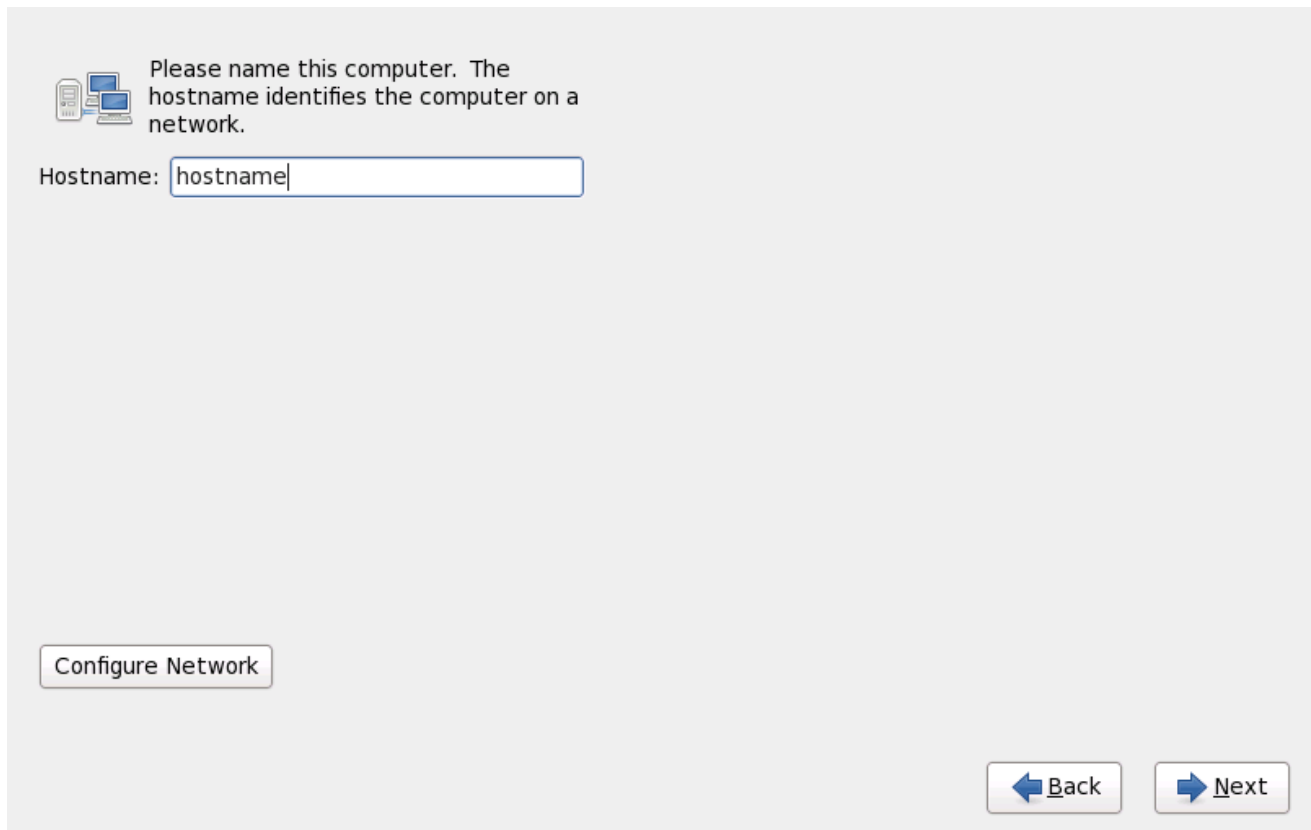 Please name this computer.  The
hostname identifies the computer on a
network.
Hostname: hostname
Configure Network
Back Next